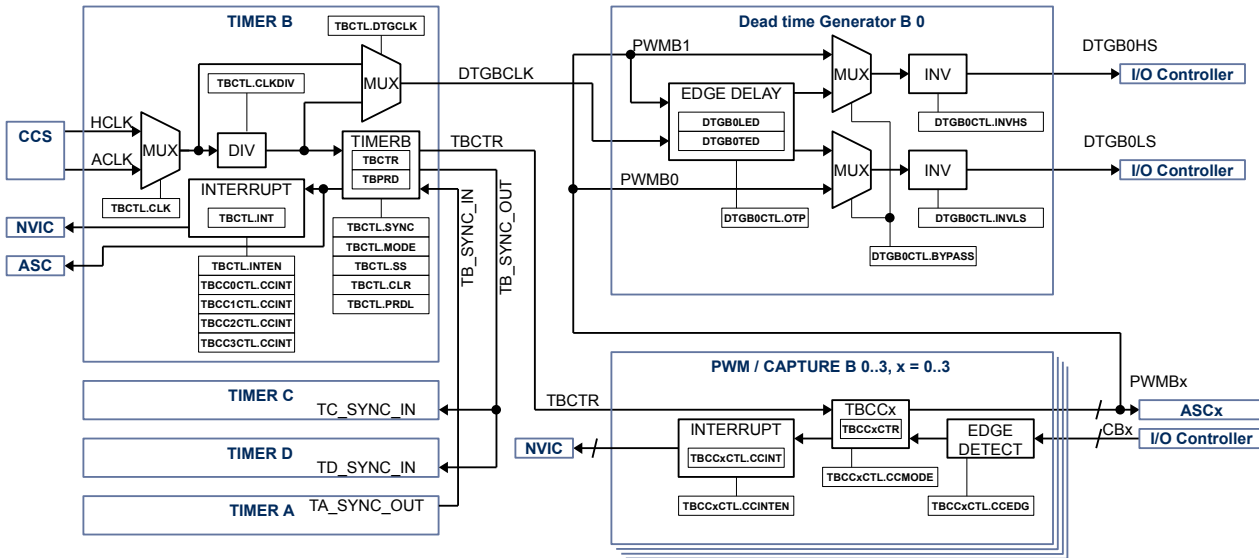 TIMER B
TBCTL.DTGCLK
MUX
TBCTL.CLKDIV
CCS
HCLK
ACLK
MUX
DIV
TBCTL.CLK
TIMERB
TBCTR
TBPRD
TBCTL.SYNC
TBCTL.MODE
TBCTL.SS
TBCTL.CLR
TBCTL.PRDL
INTERRUPT
TBCTL.INT
TBCTL.INTEN
TBCC0CTL.CCINT
TBCC1CTL.CCINT
TBCC2CTL.CCINT
TBCC3CTL.CCINT
NVIC
ASC
DTGBCLK
TBCTR
TB_SYNC_IN
TB_SYNC_OUT
Dead time Generator B 0
PWMB1
EDGE DELAY
DTGB0LED
DTGB0TED
DTGB0CTL.OTP
PWMB0
MUX
INV
DTGB0CTL.INVHS
MUX
INV
DTGB0CTL.INVLS
DTGB0CTL.BYPASS
DTGB0HS
I/O Controller
DTGB0LS
I/O Controller
TIMER C
TC_SYNC_IN
TIMER D
TD_SYNC_IN
TIMER A
TA_SYNC_OUT
PWM / CAPTURE B 0..3, x = 0..3
TBCTR
TBCCx
TBCCxCTR
TBCCxCTL.CCMODE
NVIC
INTERRUPT
TBCCxCTL.CCINT
TBCCxCTL.CCINTEN
EDGE
DETECT
TBCCxCTL.CCEDG
PWMBx
ASCx
CBx
I/O Controller